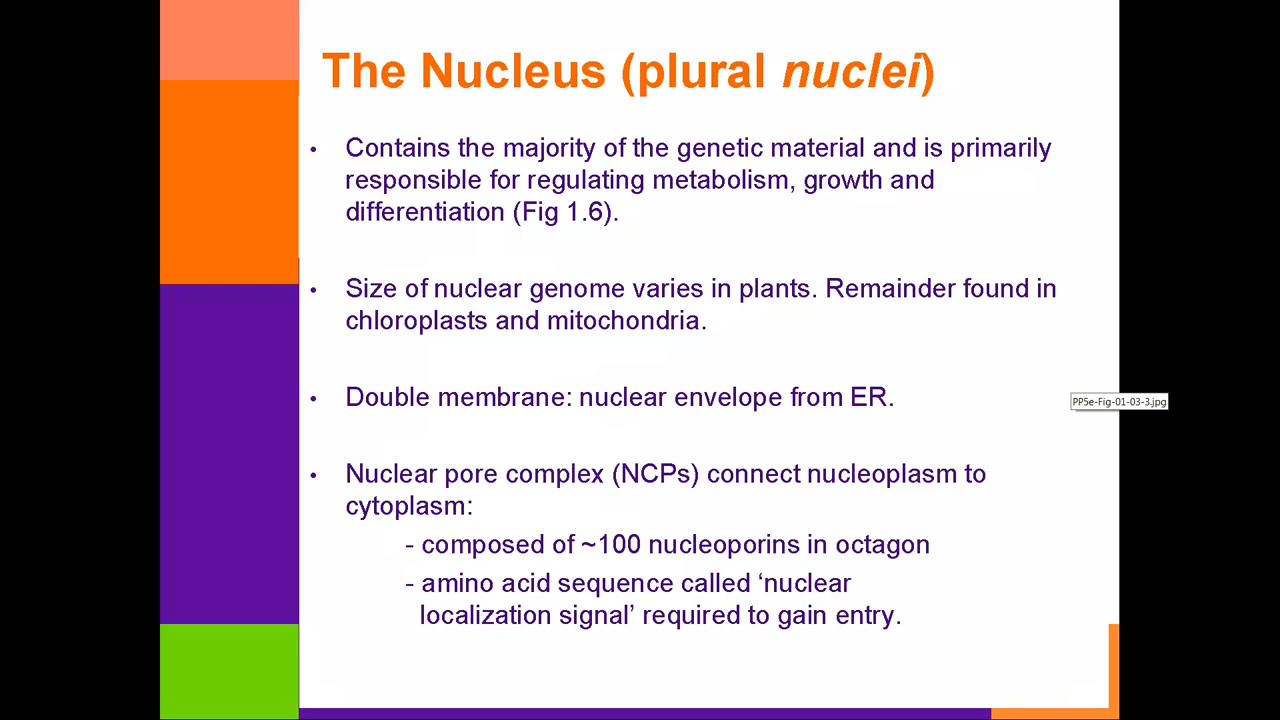 The Nucleus (plural nuclei)
• Contains the majority of the genetic material and is primarily
responsible for regulating metabolism, growth and
differentiation (Fig 1.6).
• Size of nuclear genome varies in plants. Remainder found in
chloroplasts and mitochondria.
• Double membrane: nuclear envelope from ER.
PP5e-Fig-01-03-3.jpg
• Nuclear pore complex (NCPs) connect nucleoplasm to
cytoplasm:
- composed of ~100 nucleoporins in octagon
- amino acid sequence called ‘nuclear
localization signal’ required to gain entry.